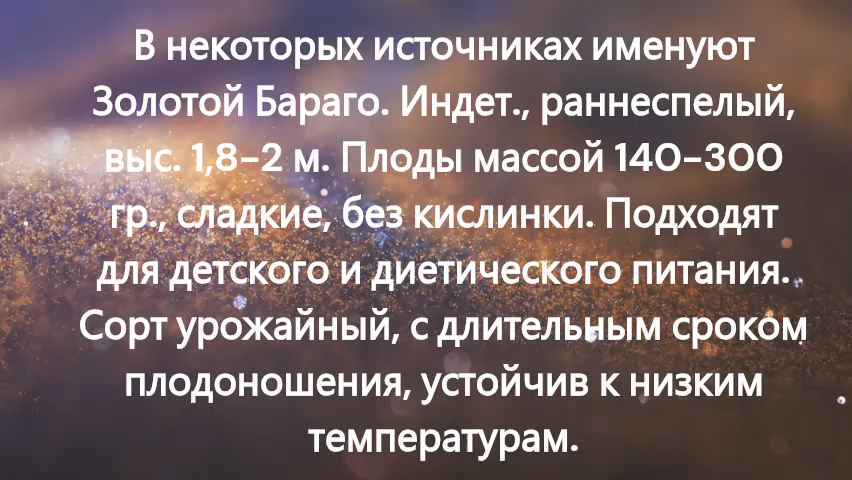 В некоторых источниках именуют
Золотой Бараго. Индет., раннеспелый,
выс. 1,8–2 м. Плоды массой 140–300
гр., сладкие, без кислинки. Подходят
для детского и диетического питания.
Сорт урожайный, с длительным сроком
плодоношения, устойчив к низким
температурам.